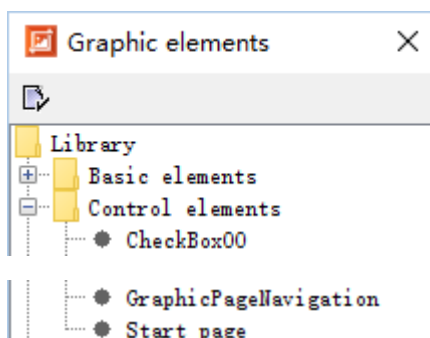 Graphic elements
Library
Basic elements
Control elements
CheckBox00
GraphicPageNavigation
Start page